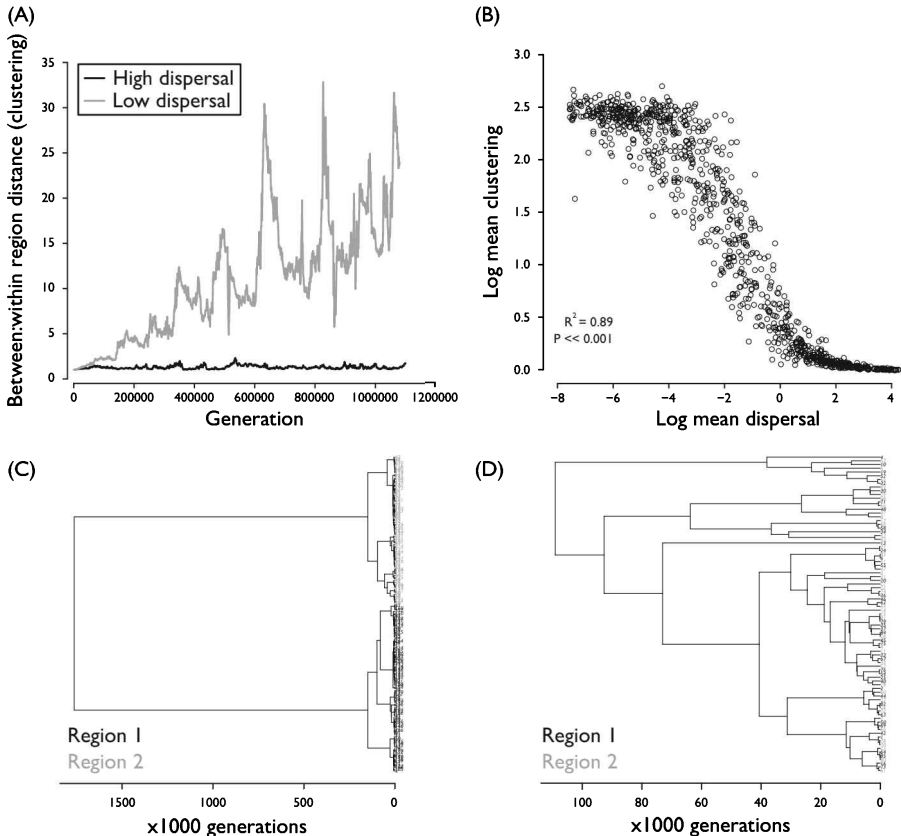 (A)
Between:within region distance (clustering)
35
30
25
20
15
10
5
0
High dispersal
Low dispersal
0 200000 400000 600000 800000 1000000 1200000
Generation
(B)
Log mean clustering
3.0
2.5
2.0
1.5
1.0
0.5
0.0
R² = 0.89
P << 0.001
−8 −6 −4 −2 0 2 4
Log mean dispersal
(C)
Region 1
Region 2
1500 1000 500 0
x1000 generations
(D)
Region 1
Region 2
100 80 60 40 20 0
x1000 generations